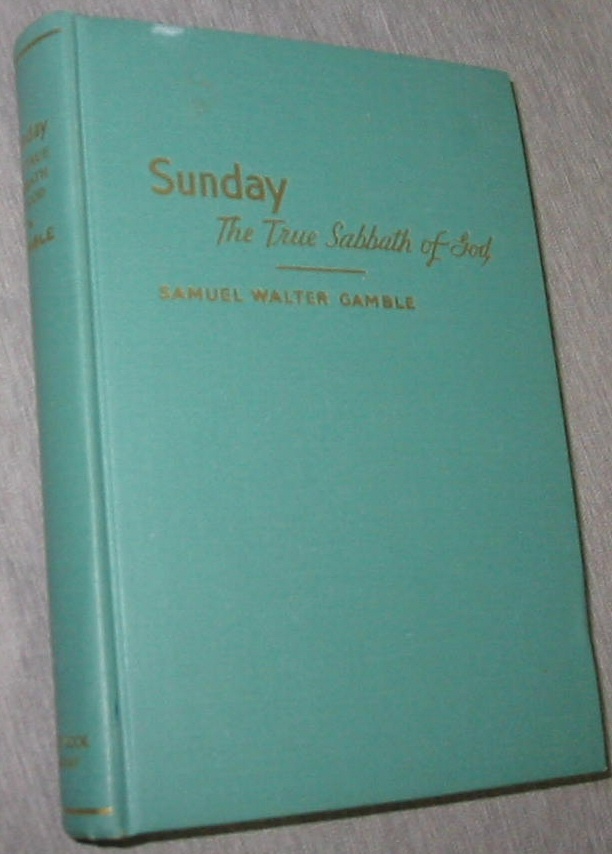 Sunday
The True Sabbath of God
SAMUEL WALTER GAMBLE